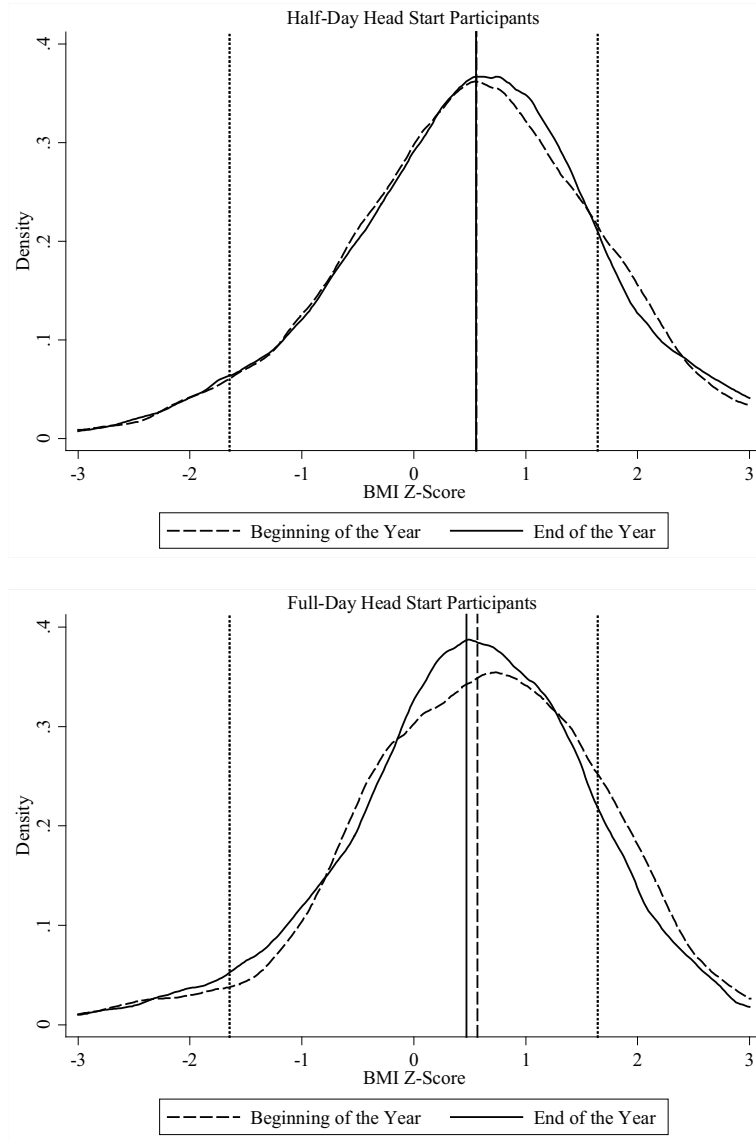 Half-Day Head Start Participants
.4
.3
.2
.1
0
Density
-3 -2 -1 0 1 2 3
BMI Z-Score
Beginning of the Year End of the Year
Full-Day Head Start Participants
.4
.3
.2
.1
0
Density
-3 -2 -1 0 1 2 3
BMI Z-Score
Beginning of the Year End of the Year